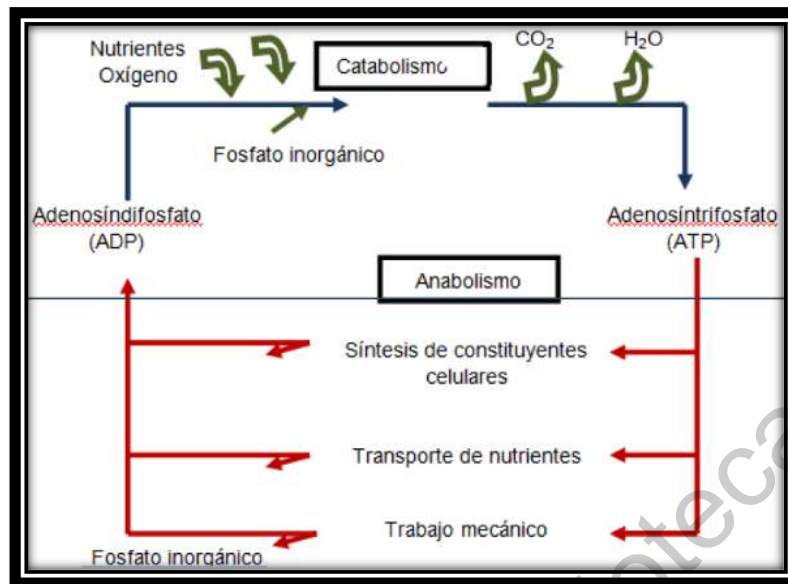 Nutrientes
Oxígeno
Catabolismo
CO2
H2O
Fosfato inorgánico
Adenosíndifosfato
(ADP)
Adenosíntrifosfato
(ATP)
Anabolismo
Síntesis de constituyentes
celulares
Transporte de nutrientes
Trabajo mecánico
Fosfato inorgánico